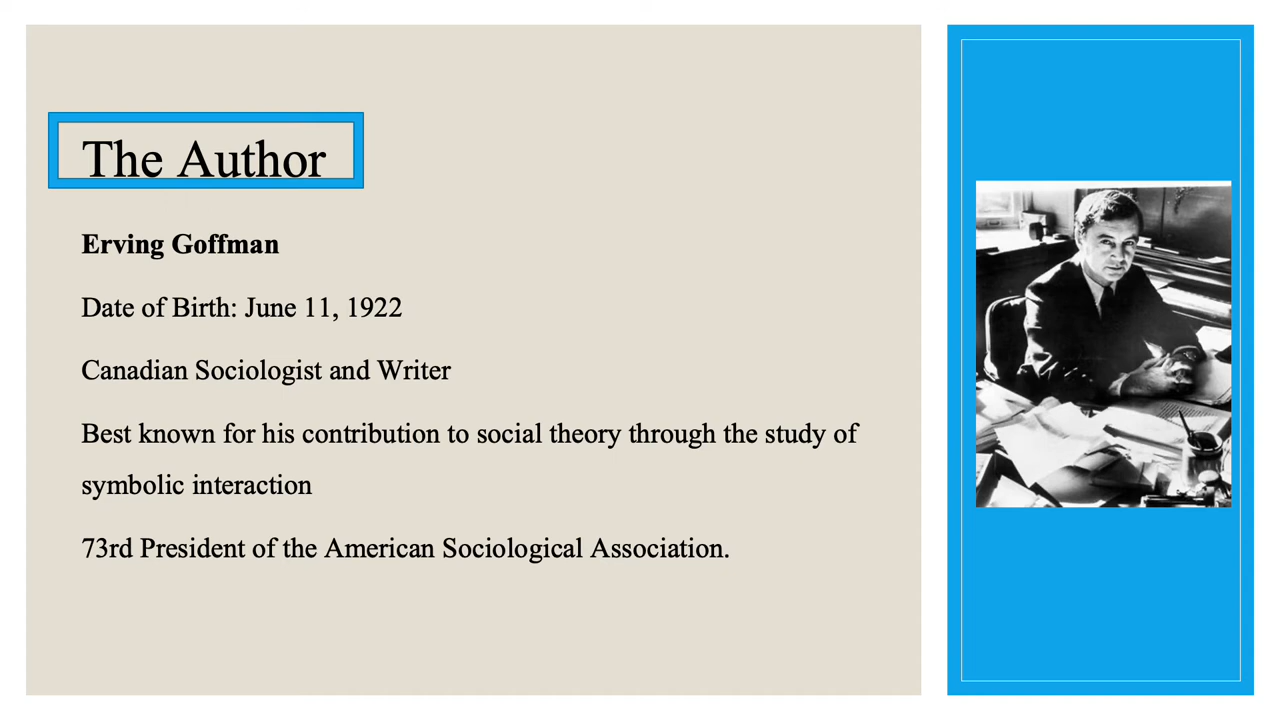 The Author
Erving Goffman
Date of Birth: June 11, 1922
Canadian Sociologist and Writer
Best known for his contribution to social theory through the study of
symbolic interaction
73rd President of the American Sociological Association.